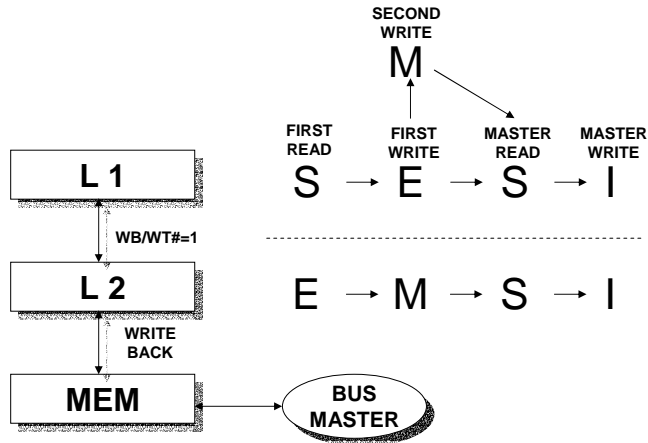 SECOND
WRITE
M
FIRST
READ
FIRST
WRITE
MASTER
READ
MASTER
WRITE
L 1
S E S I
WB/WT#=1
L 2
E M S I
WRITE
BACK
MEM
BUS
MASTER